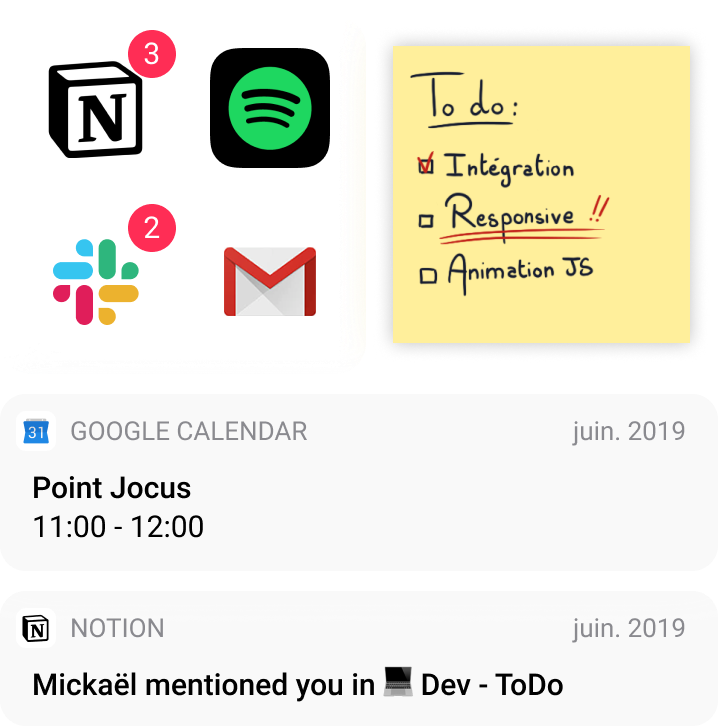 3
N
2
To do:
Intégration
Responsive !!
Animation JS
31
GOOGLE CALENDAR
juin. 2019
Point Jocus
11:00 - 12:00
N
NOTION
juin. 2019
Mickaël mentioned you in 💻 Dev - ToDo